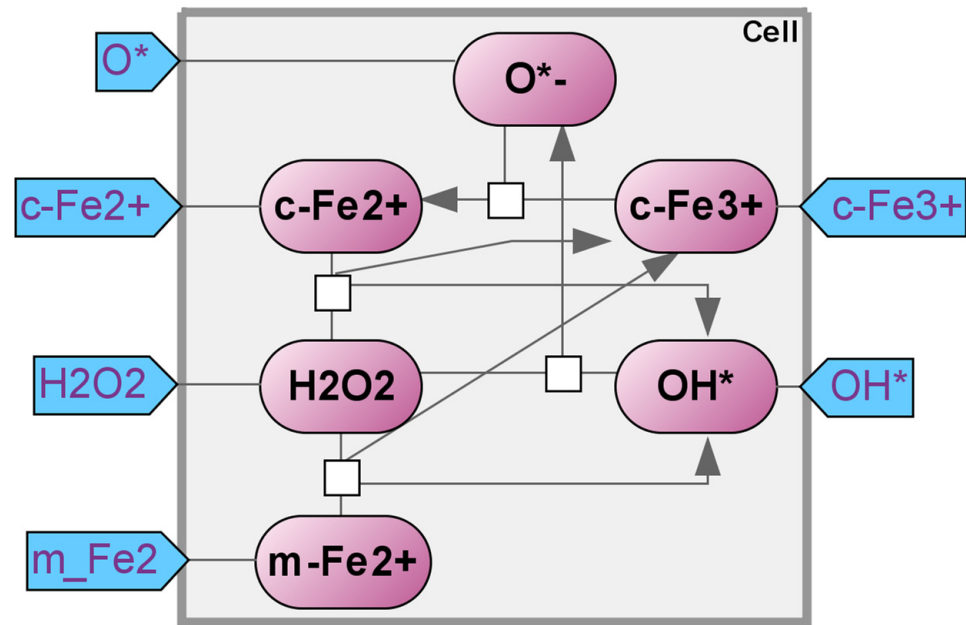 Cell
O*
O*-
c-Fe2+
c-Fe2+
c-Fe3+
c-Fe3+
H2O2
H2O2
OH*
OH*
m_Fe2
m-Fe2+